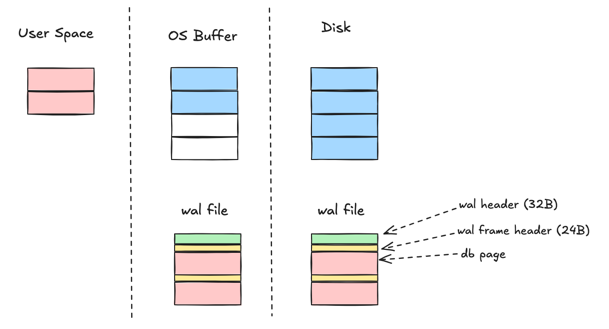 User Space
OS Buffer
Disk
wal file
wal file
wal header (32B)
wal frame header (24B)
db page